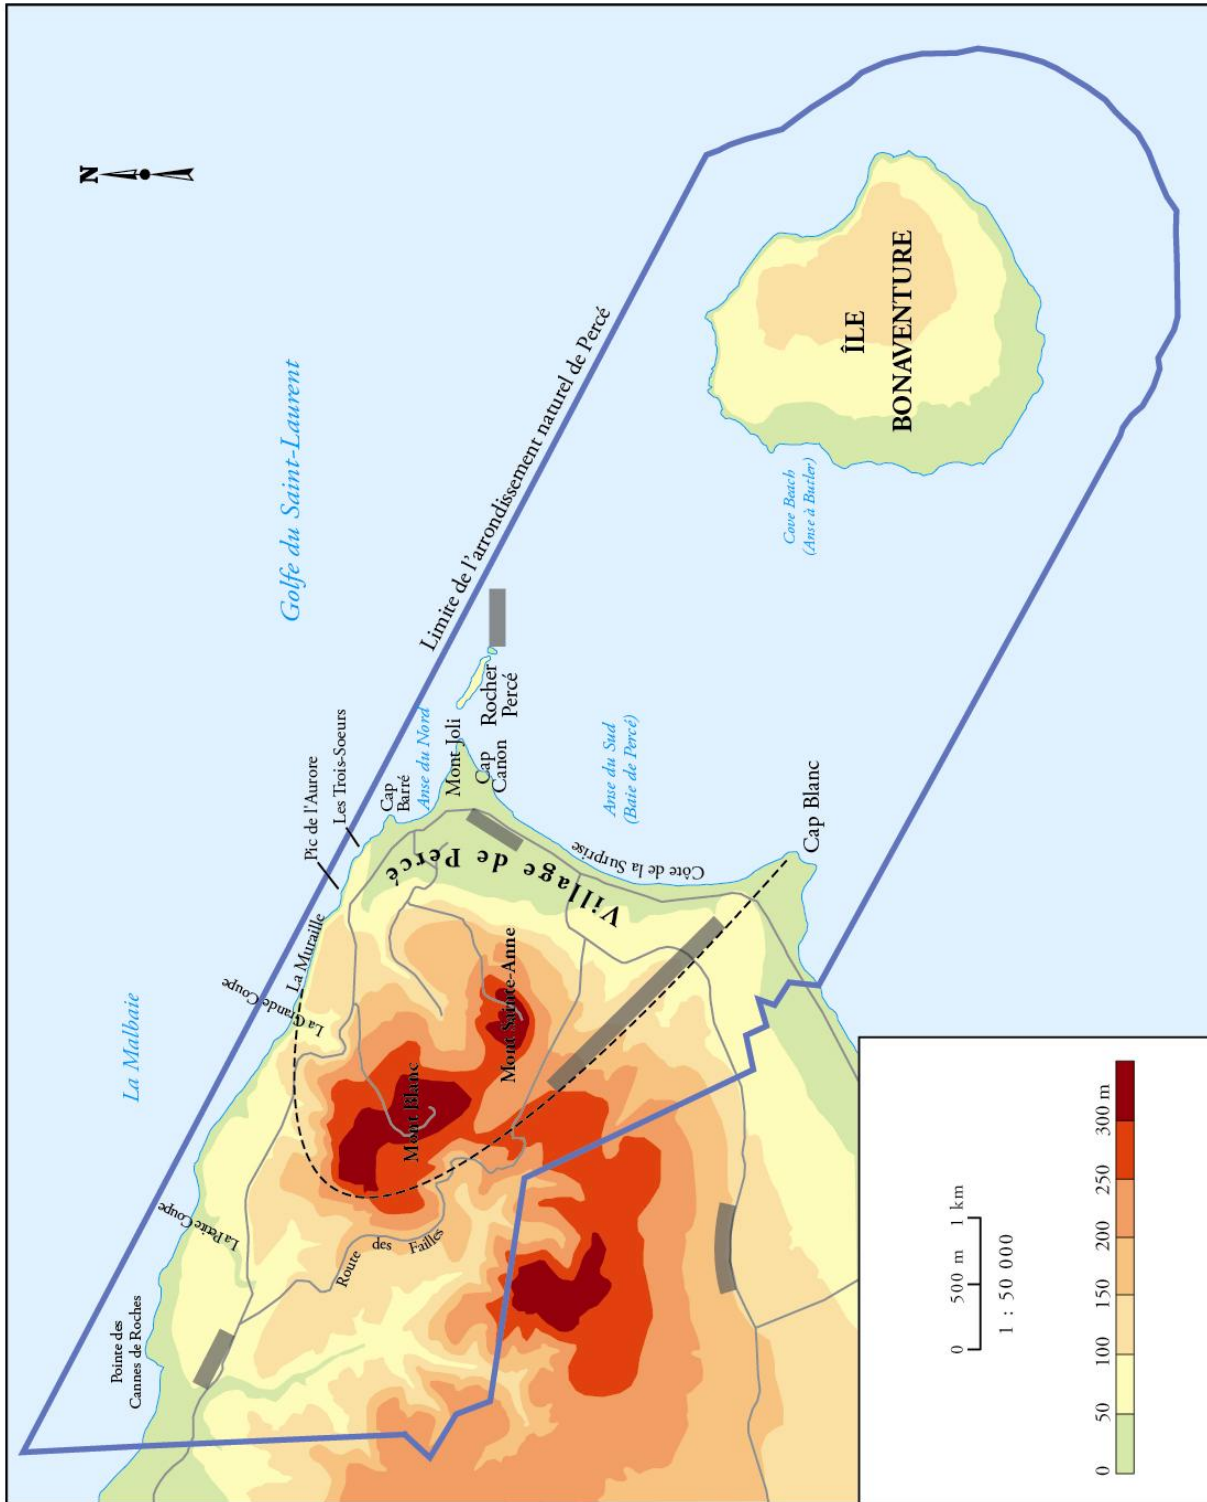 N
Golfe du Saint-Laurent
La Malbaie
Limite de l'arrondissement naturel de Percé
Pic de l'Aurore
Les Trois-Soeurs
La Muraille
La Grande Coupe
La Petite Coupe
Pointe des
Cannes de Roches
Cap
Barré
Anse du Nord
Mont Joli
Cap
Canon
Rocher
Percé
Village de Percé
Côte de la Surprise
Anse du Sud
(Baie de Percé)
Cap Blanc
Mont Sainte-Anne
Mont Blanc
Route des Failles
Cove Beach
(Anse à Butler)
ÎLE
BONAVENTURE
0 500 m 1 km
1 : 50 000
0 50 100 150 200 250 300 m